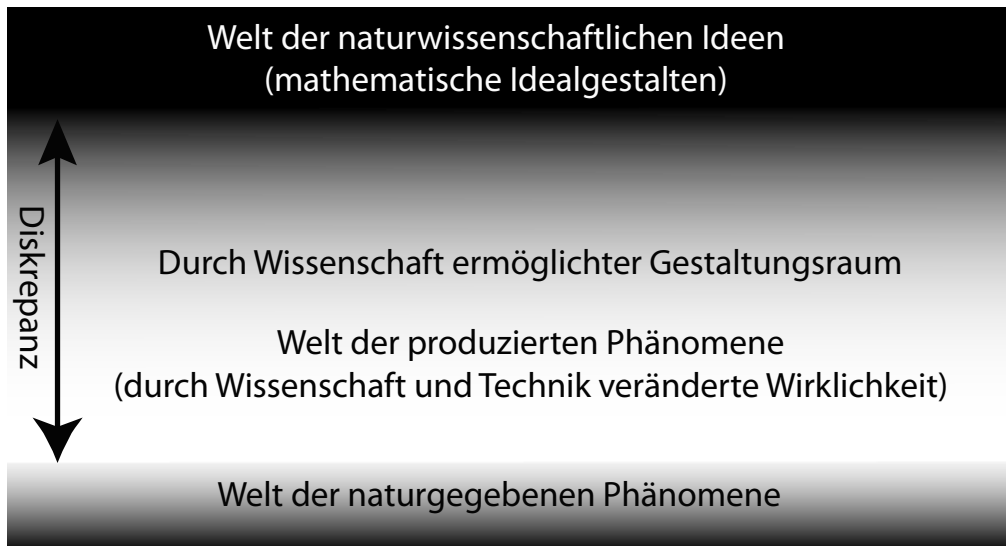 Welt der naturwissenschaftlichen Ideen
(mathematische Idealgestalten)
Diskrepanz
Durch Wissenschaft ermöglichter Gestaltungsraum
Welt der produzierten Phänomene
(durch Wissenschaft und Technik veränderte Wirklichkeit)
Welt der naturgegebenen Phänomene